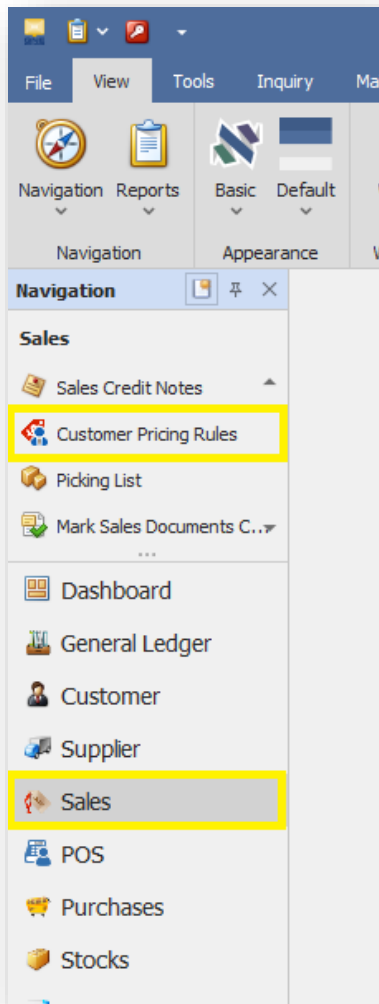 File View Tools Inquiry Ma
Navigation Reports Basic Default
Navigation Appearance
Navigation
Sales
Sales Credit Notes
Customer Pricing Rules
Picking List
Mark Sales Documents C...
Dashboard
General Ledger
Customer
Supplier
Sales
POS
Purchases
Stocks